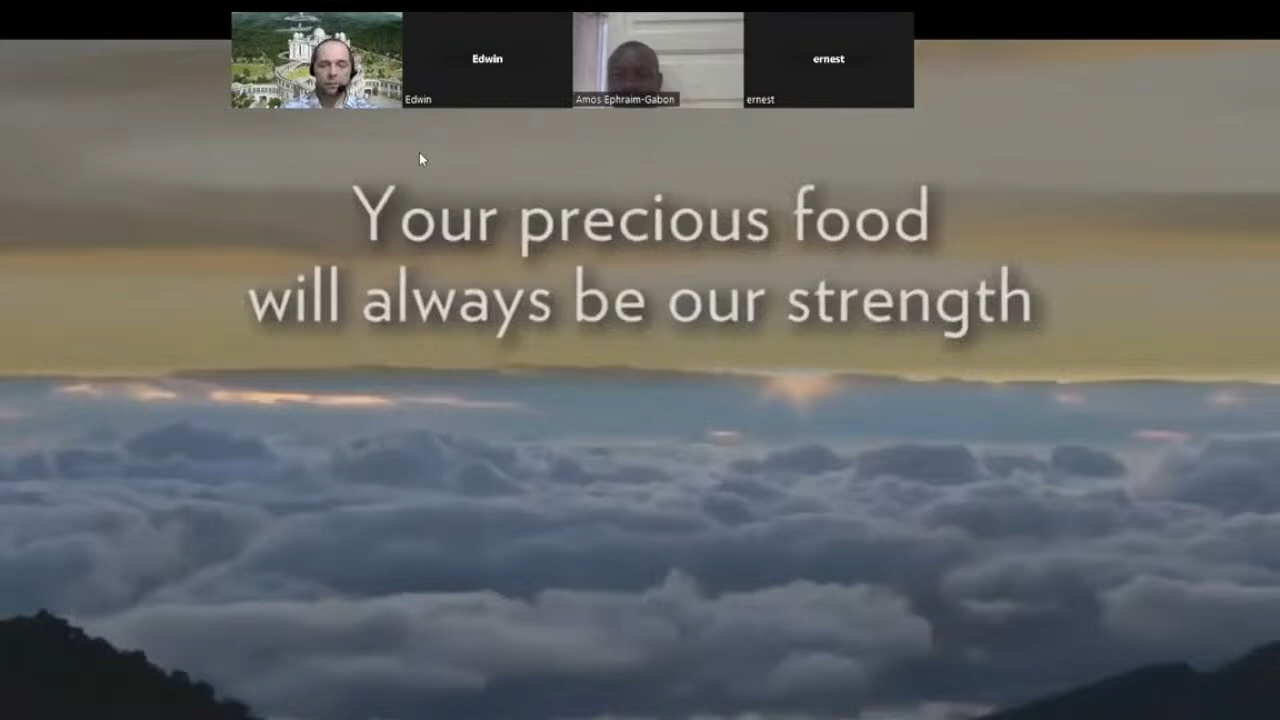 Edwin
ernest
Edwin
Amos Ephraim-Gabon
ernest
Your precious food
will always be our strength